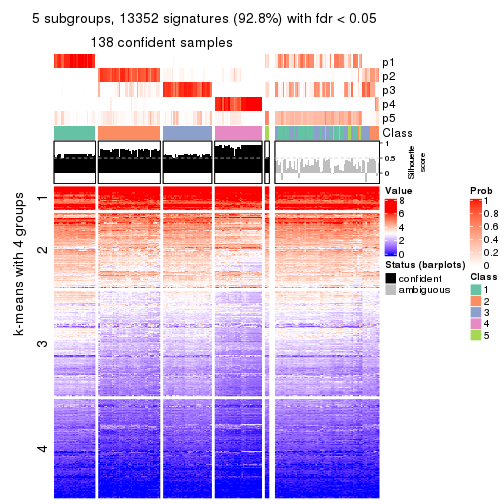 5 subgroups, 13352 signatures (92.8%) with fdr < 0.05
138 confident samples
p1
p2
p3
p4
p5
Class
1
0.5
0
Silhouette
score
k-means with 4 groups
1
2
3
4
Value
8
6
4
2
0
Status (barplots)
confident
ambiguous
Prob
1
0.8
0.6
0.4
0.2
0
Class
1
2
3
4
5